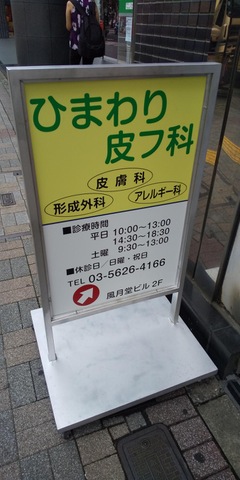 ひまわり
皮フ科
皮膚科
形成外科 アレルギー科
■診療時間
平日 10:00～13:00
14:30～18:30
土曜 9:30～13:00
■休診日／日曜・祝日
TEL 03-5626-4166
風月堂ビル 2F